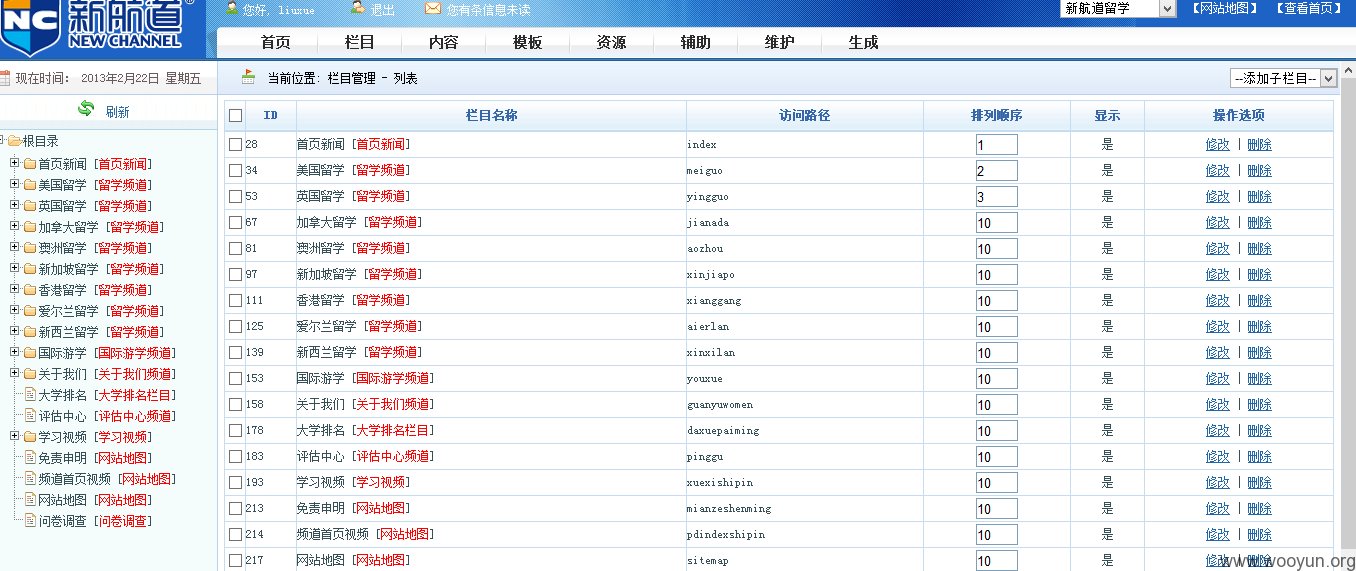 新航道®
NEW CHANNEL
NC
您好, liuxue 退出 您有条信息未读
新航道留学 【网站地图】 【查看首页】
首页 栏目 内容 模板 资源 辅助 维护 生成
现在时间： 2013年2月22日 星期五
刷新
根目录
首页新闻 [首页新闻]
美国留学 [留学频道]
英国留学 [留学频道]
加拿大留学 [留学频道]
澳洲留学 [留学频道]
新加坡留学 [留学频道]
香港留学 [留学频道]
爱尔兰留学 [留学频道]
新西兰留学 [留学频道]
国际游学 [国际游学频道]
关于我们 [关于我们频道]
大学排名 [大学排名栏目]
评估中心 [评估中心频道]
学习视频 [学习视频]
免责申明 [网站地图]
频道首页视频 [网站地图]
网站地图 [网站地图]
问卷调查 [问卷调查]
当前位置: 栏目管理 - 列表 --添加子栏目--
ID 栏目名称 访问路径 排列顺序 显示 操作选项
28 首页新闻 [首页新闻] index 1 是 修改 | 删除
34 美国留学 [留学频道] meiguo 2 是 修改 | 删除
53 英国留学 [留学频道] yingguo 3 是 修改 | 删除
67 加拿大留学 [留学频道] jianada 10 是 修改 | 删除
81 澳洲留学 [留学频道] aozhou 10 是 修改 | 删除
97 新加坡留学 [留学频道] xinjiapo 10 是 修改 | 删除
111 香港留学 [留学频道] xianggang 10 是 修改 | 删除
125 爱尔兰留学 [留学频道] aierlan 10 是 修改 | 删除
139 新西兰留学 [留学频道] xinxilan 10 是 修改 | 删除
153 国际游学 [国际游学频道] youxue 10 是 修改 | 删除
158 关于我们 [关于我们频道] guanyuwomen 10 是 修改 | 删除
178 大学排名 [大学排名栏目] daxuepaiming 10 是 修改 | 删除
183 评估中心 [评估中心频道] pinggu 10 是 修改 | 删除
193 学习视频 [学习视频] xuexishipin 10 是 修改 | 删除
213 免责申明 [网站地图] mianzeshenming 10 是 修改 | 删除
214 频道首页视频 [网站地图] pdindexshipin 10 是 修改 | 删除
217 网站地图 [网站地图] sitemap 10 是 修改 | 删除
www.wooyun.org